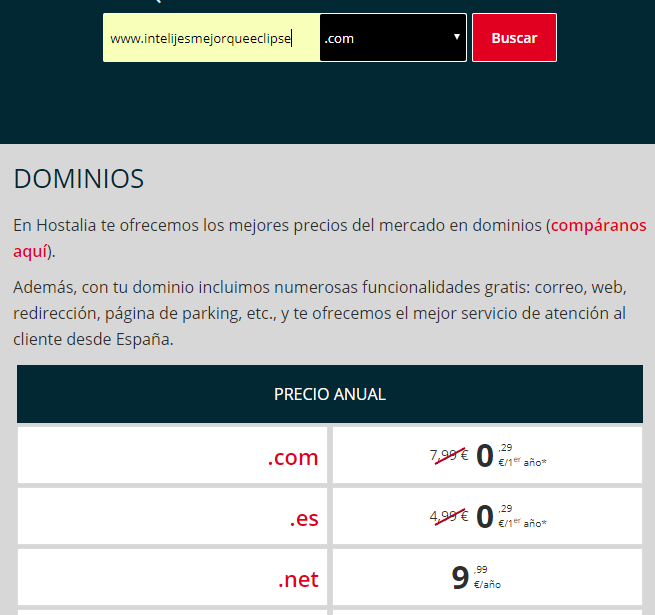 www.intelijesmejorqueeclipse .com Buscar
DOMINIOS
En Hostalia te ofrecemos los mejores precios del mercado en dominios (compáranos
aquí).
Además, con tu dominio incluimos numerosas funcionalidades gratis: correo, web,
redirección, página de parking, etc., y te ofrecemos el mejor servicio de atención al
cliente desde España.
PRECIO ANUAL
.com 7,99 € 0 ,29 €/1er año*
.es 4,99 € 0 ,29 €/1er año*
.net 9 ,99 €/año